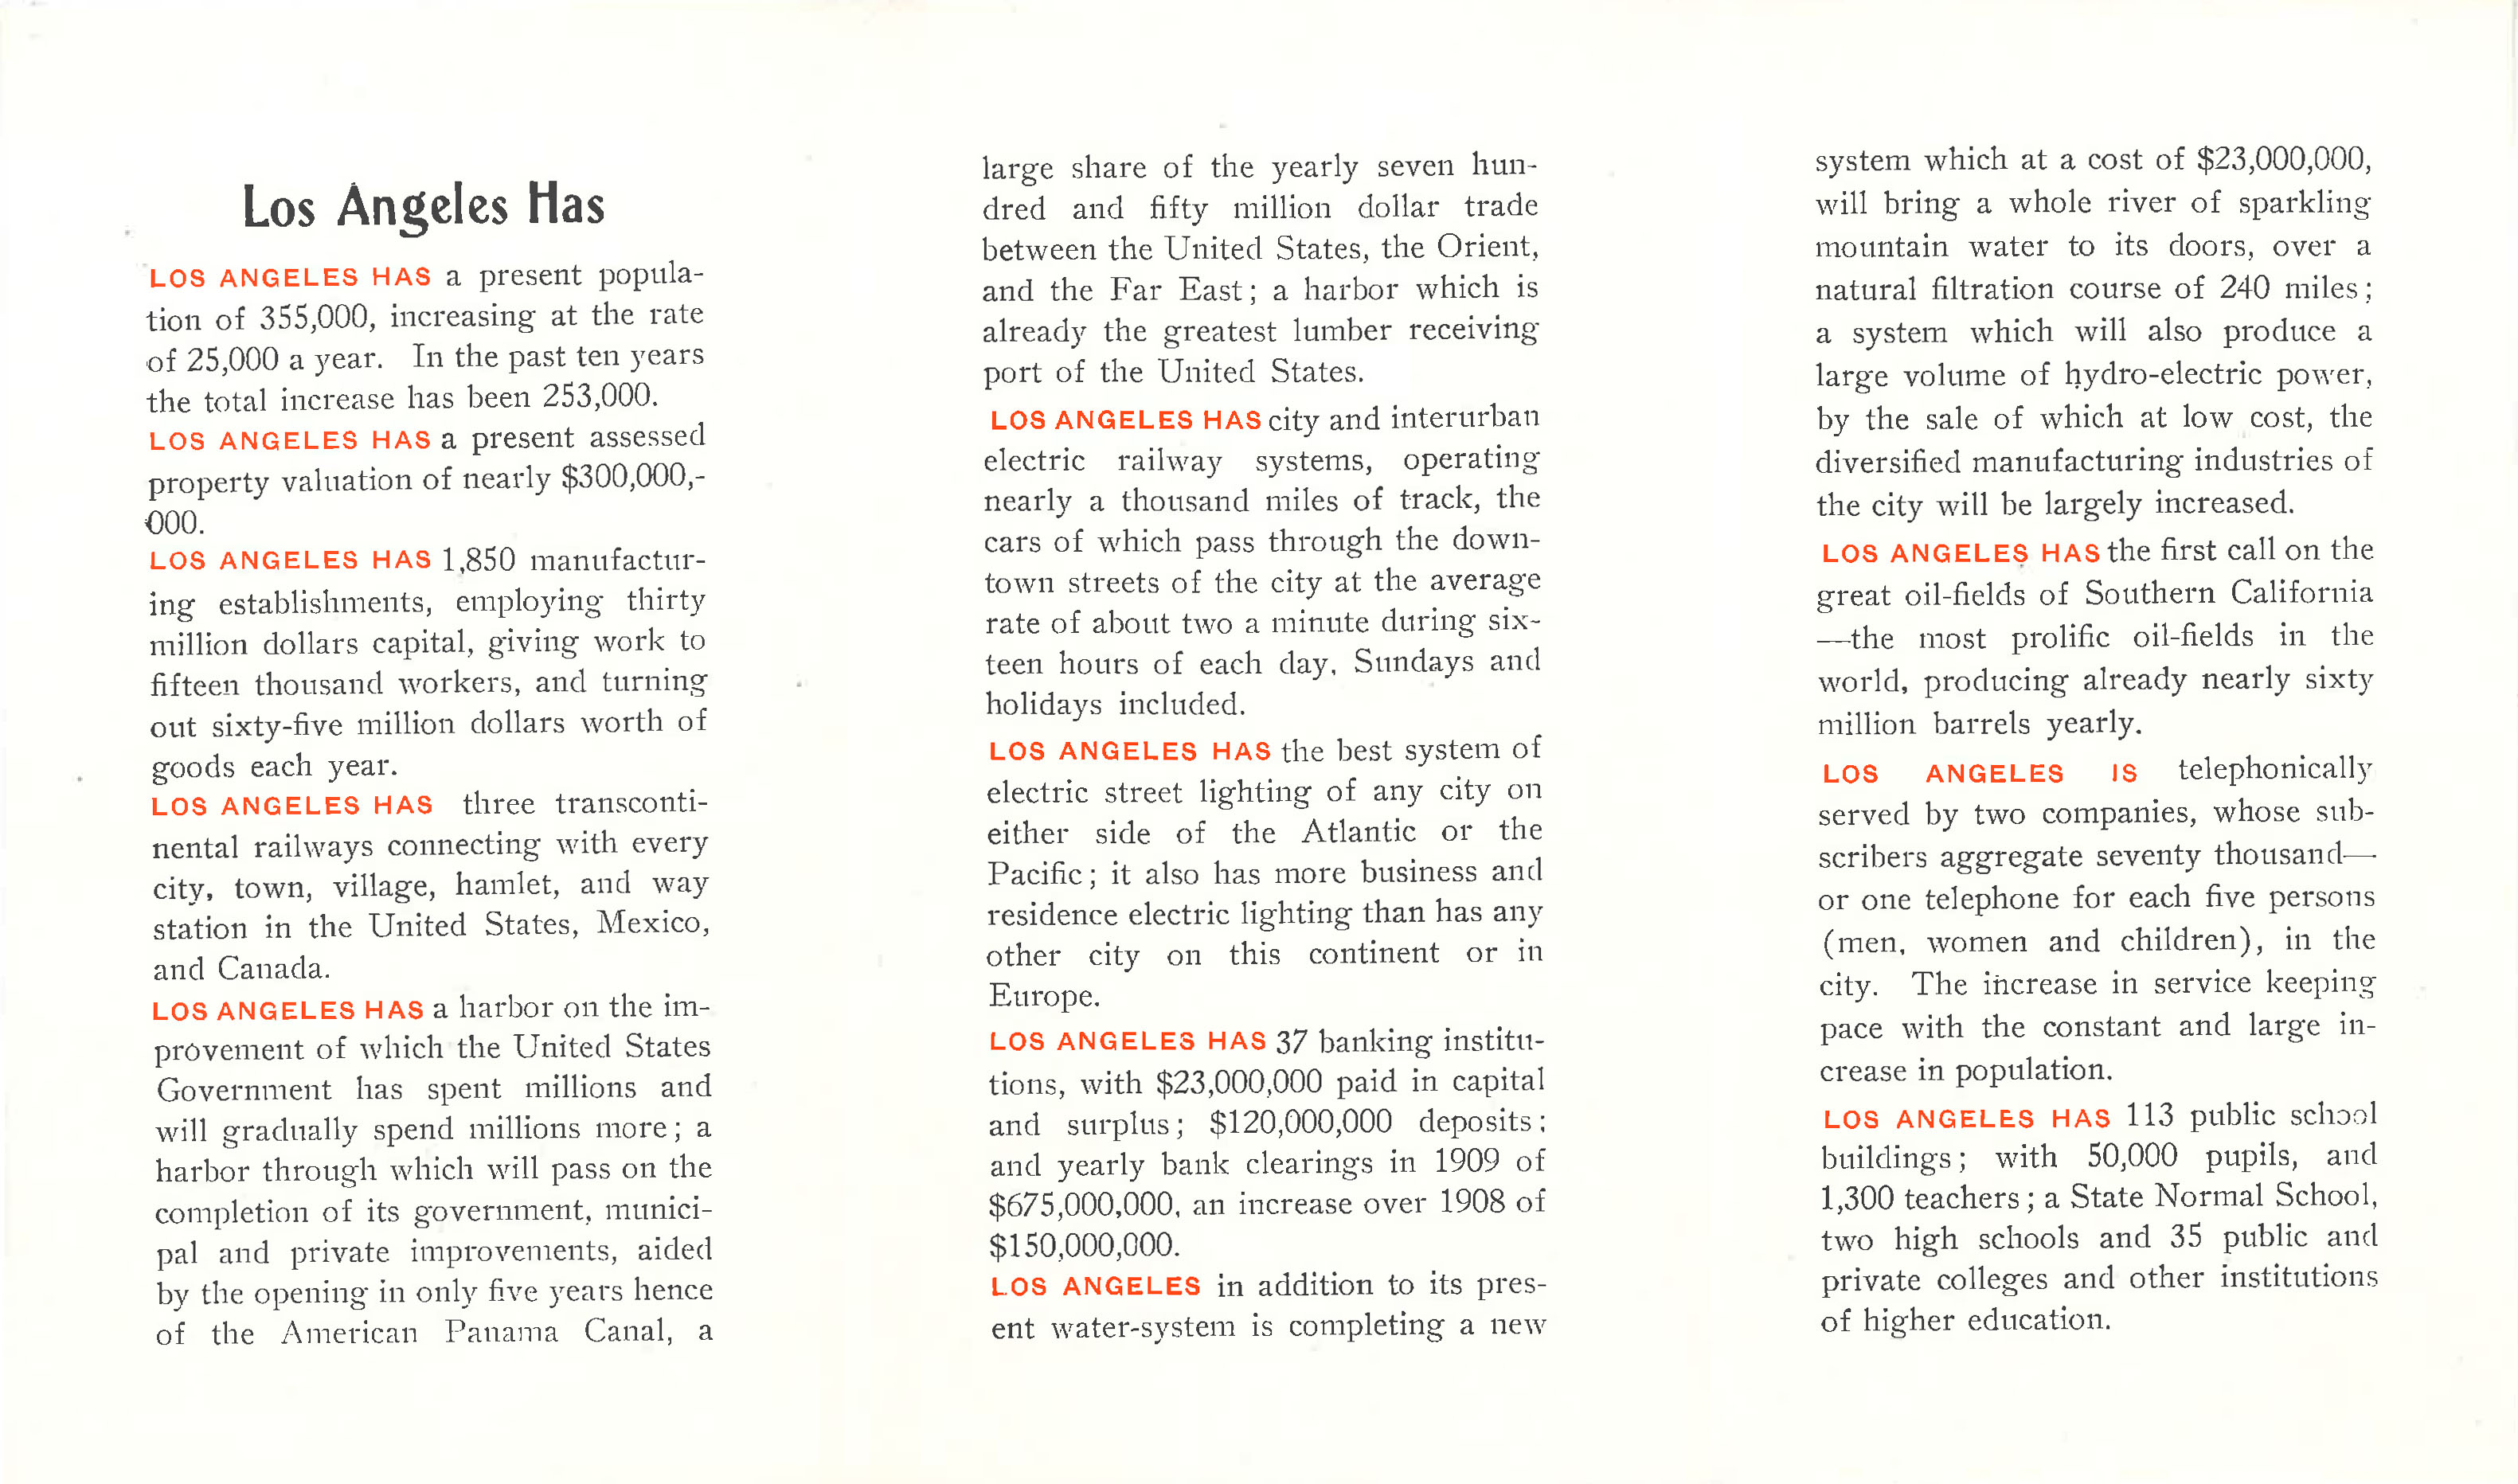 Los Angeles Has
LOS ANGELES HAS a present popula-
tion of 355,000, increasing at the rate
of 25,000 a year. In the past ten years
the total increase has been 253,000.
LOS ANGELES HAS a present assessed
property valuation of nearly $300,000,-
000.
LOS ANGELES HAS 1,850 manufactur-
ing establishments, employing thirty
million dollars capital, giving work to
fifteen thousand workers, and turning
out sixty-five million dollars worth of
goods each year.
LOS ANGELES HAS three transconti-
nental railways connecting with every
city, town, village, hamlet, and way
station in the United States, Mexico,
and Canada.
LOS ANGELES HAS a harbor on the im-
provement of which the United States
Government has spent millions and
will gradually spend millions more; a
harbor through which will pass on the
completion of its government, munici-
pal and private improvements, aided
by the opening in only five years hence
of the American Panama Canal, a
large share of the yearly seven hun-
dred and fifty million dollar trade
between the United States, the Orient,
and the Far East; a harbor which is
already the greatest lumber receiving
port of the United States.
LOS ANGELES HAS city and interurban
electric railway systems, operating
nearly a thousand miles of track, the
cars of which pass through the down-
town streets of the city at the average
rate of about two a minute during six-
teen hours of each day, Sundays and
holidays included.
LOS ANGELES HAS the best system of
electric street lighting of any city on
either side of the Atlantic or the
Pacific; it also has more business and
residence electric lighting than has any
other city on this continent or in
Europe.
LOS ANGELES HAS 37 banking institu-
tions, with $23,000,000 paid in capital
and surplus; $120,000,000 deposits;
and yearly bank clearings in 1909 of
$675,000,000, an increase over 1908 of
$150,000,000.
LOS ANGELES in addition to its pres-
ent water-system is completing a new
system which at a cost of $23,000,000,
will bring a whole river of sparkling
mountain water to its doors, over a
natural filtration course of 240 miles;
a system which will also produce a
large volume of hydro-electric power,
by the sale of which at low cost, the
diversified manufacturing industries of
the city will be largely increased.
LOS ANGELES HAS the first call on the
great oil-fields of Southern California
—the most prolific oil-fields in the
world, producing already nearly sixty
million barrels yearly.
LOS ANGELES IS telephonically
served by two companies, whose sub-
scribers aggregate seventy thousand—
or one telephone for each five persons
(men, women and children), in the
city. The increase in service keeping
pace with the constant and large in-
crease in population.
LOS ANGELES HAS 113 public school
buildings; with 50,000 pupils, and
1,300 teachers; a State Normal School,
two high schools and 35 public and
private colleges and other institutions
of higher education.